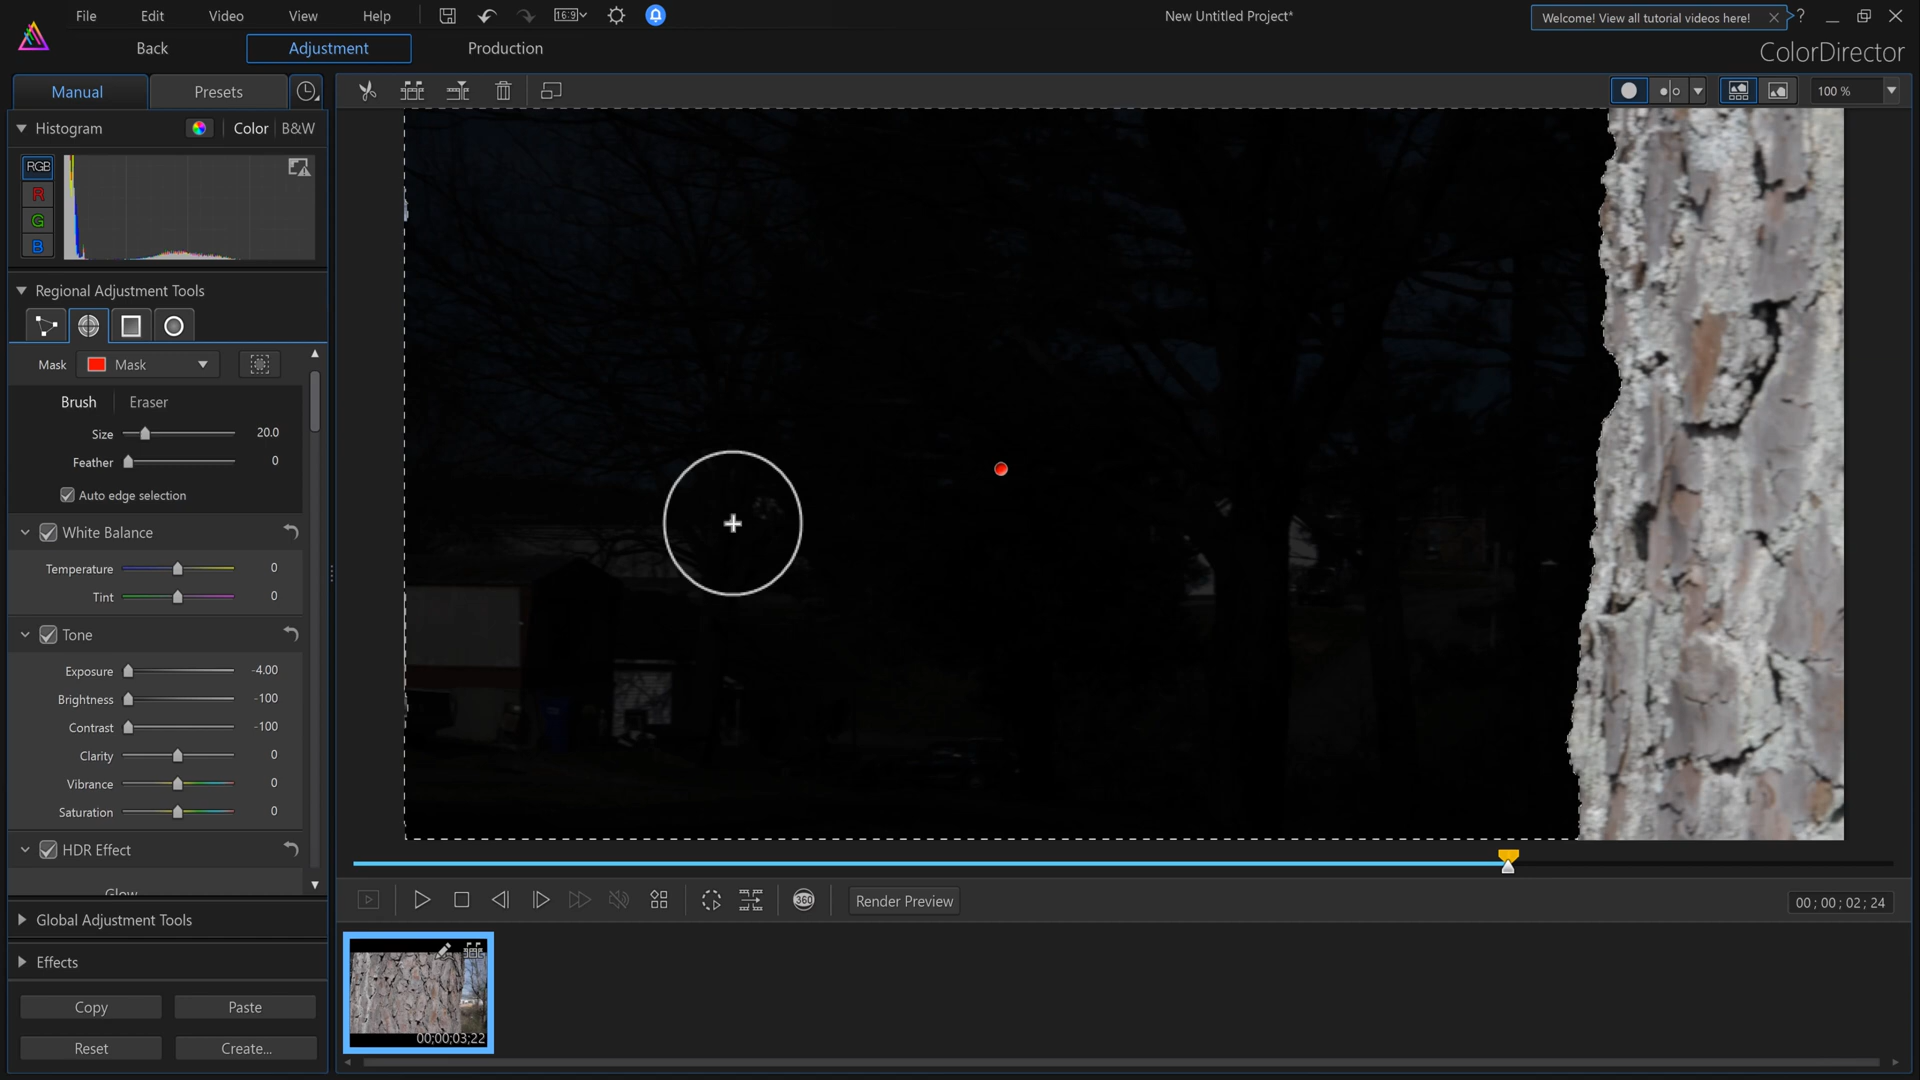 File Edit Video View Help 16:9 New Untitled Project* Welcome! View all tutorial videos here! ?
Back Adjustment Production ColorDirector
Manual Presets 100 %
Histogram Color B&W
RGB
R
G
B
Regional Adjustment Tools
Mask Mask
Brush Eraser
Size 20.0
Feather 0
Auto edge selection
White Balance
Temperature 0
Tint 0
Tone
Exposure -4.00
Brightness -100
Contrast -100
Clarity 0
Vibrance 0
Saturation 0
HDR Effect
Glow
360 Render Preview 00 ; 00 ; 02 ; 24
Global Adjustment Tools
Effects
Copy Paste
00;00;03;22
Reset Create...